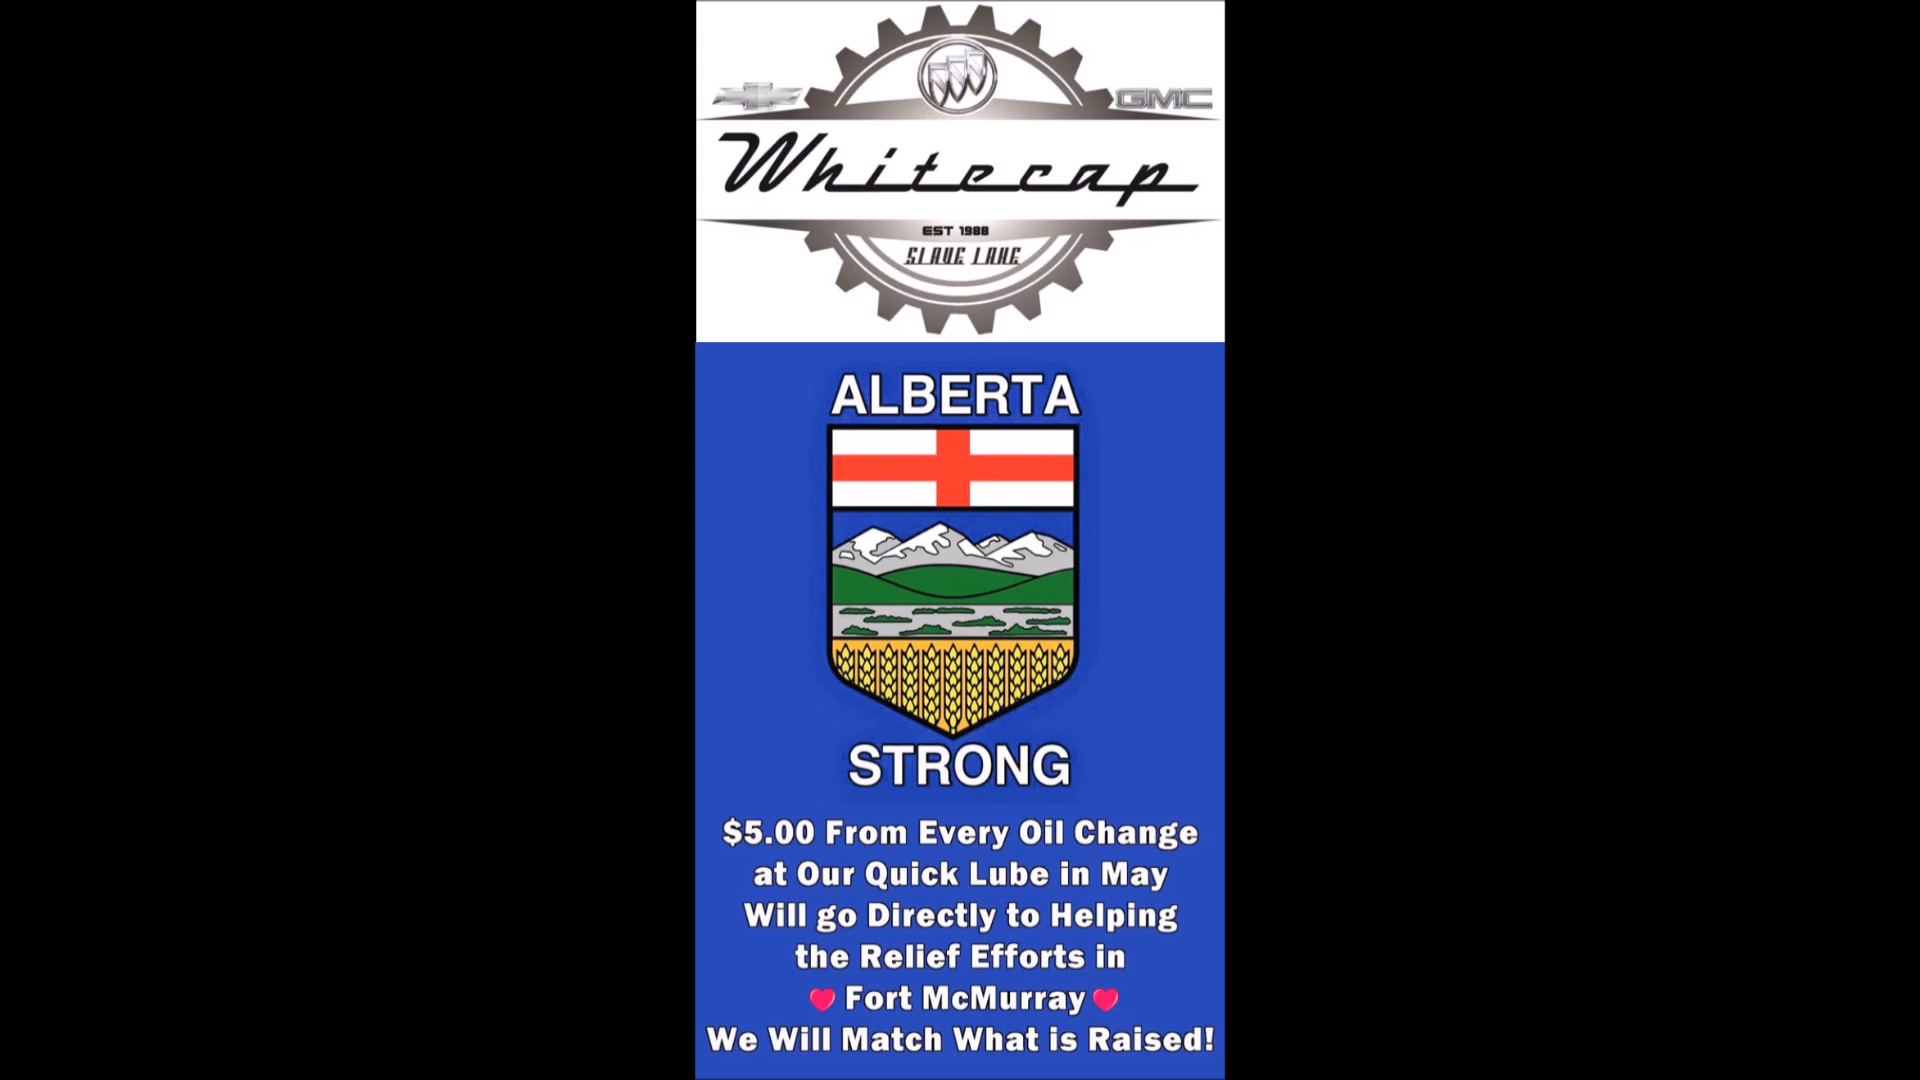 GMC
Whitecap
EST 1988
SLAVE LAKE
ALBERTA
STRONG
$5.00 From Every Oil Change
at Our Quick Lube in May
Will go Directly to Helping
the Relief Efforts in
Fort McMurray
We Will Match What is Raised!